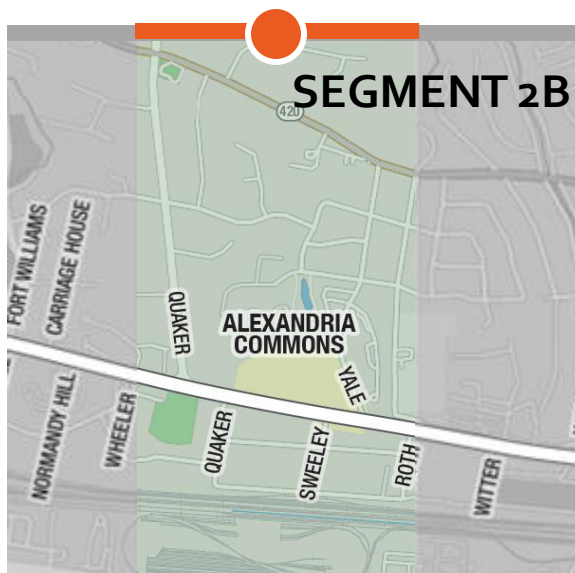 SEGMENT 2B
420
FORT WILLIAMS
CARRIAGE HOUSE
QUAKER
ALEXANDRIA
COMMONS
YALE
NORMANDY HILL
WHEELER
QUAKER
SWEELEY
ROTH
WITTER